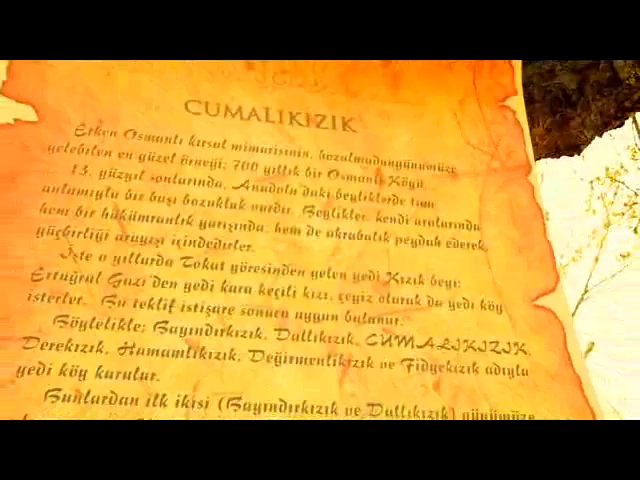 CUMALIKIZIK
Erken Osmanlı kırsal mimarisinin, bozulmadangünümüze
gelebilen en güzel örneği; 700 yıllık bir Osmanlı Köyü.
13. yüzyıl sonlarında, Anadolu'daki beyliklerde tam
anlamıyla bir başı bozukluk vardır. Beylikler, kendi aralarında
hem bir hükümranlık yarışında, hem de akrabalık peydah ederek,
güçbirliği arayışı içindedirler.
İşte o yıllarda Tokat yöresinden gelen yedi Kızık beyi;
Ertuğrul Gazi'den yedi kara keçili kızı, çeyiz olarak da yedi köy
isterler. Bu teklif istişare sonucu uygun bulunur.
Böylelikle; Bayındırkızık, Dallıkızık, CUMALIKIZIK,
Derekızık, Hamamlıkızık, Değirmenlikızık ve Fidyekızık adıyla
yedi köy kurulur.
Bunlardan ilk ikisi (Bayındırkızık ve Dallıkızık) günümüze